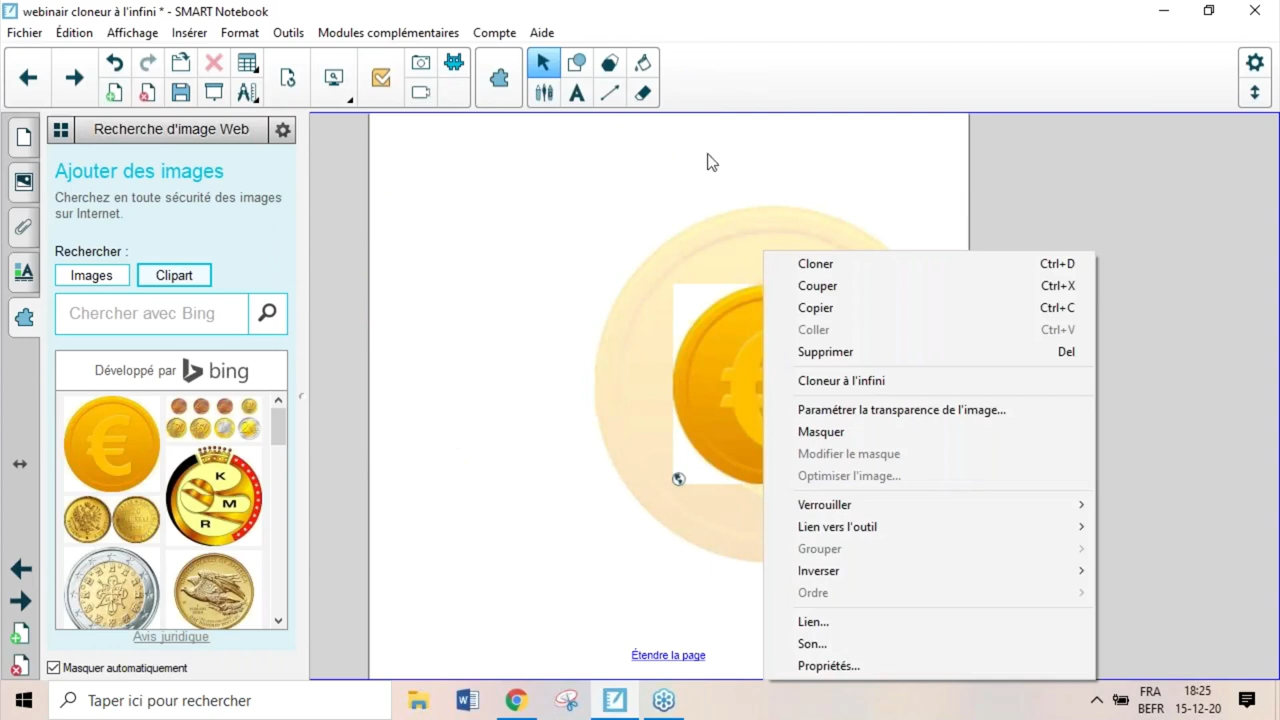 webinair cloneur à l'infini * - SMART Notebook
Fichier Édition Affichage Insérer Format Outils Modules complémentaires Compte Aide
Recherche d'image Web
Ajouter des images
Cherchez en toute sécurité des images
sur Internet.
Rechercher :
Images Clipart
Chercher avec Bing
Développé par bing
K
M
R
Avis juridique
Masquer automatiquement
Cloner Ctrl+D
Couper Ctrl+X
Copier Ctrl+C
Coller Ctrl+V
Supprimer Del
Cloneur à l'infini
Paramétrer la transparence de l'image...
Masquer
Modifier le masque
Optimiser l'image...
Verrouiller
Lien vers l'outil
Grouper
Inverser
Ordre
Lien...
Son...
Propriétés...
Étendre la page
Taper ici pour rechercher
FRA 18:25
BEFR 15-12-20